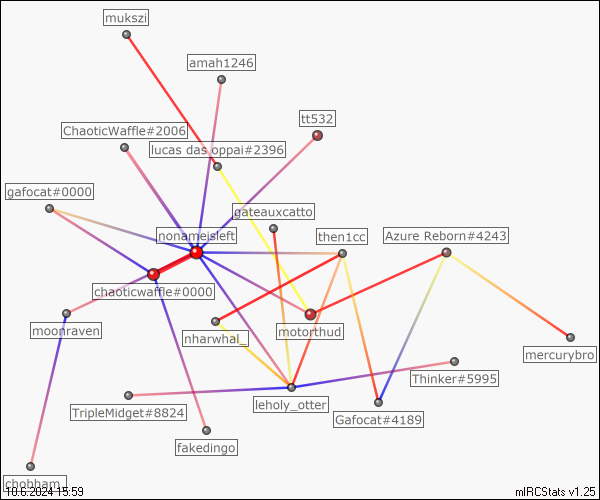 mukszi
amah1246
tt532
ChaoticWaffle#2006
lucas das oppai#2396
gafocat#0000
gateauxcatto
nonameisleft
then1cc
Azure Reborn#4243
chaoticwaffle#0000
moonraven
nharwhal_
motorthud
mercurybro
Thinker#5995
TripleMidget#8824
leholy_otter
Gafocat#4189
fakedingo
chobham_
10.6.2024 15:59
mIRCStats v1.25